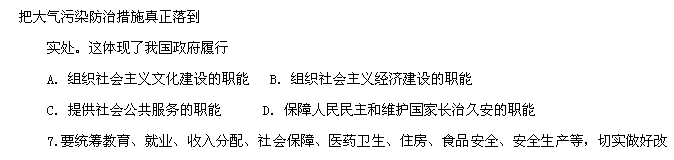 把大气污染防治措施真正落到
实处。这体现了我国政府履行
A. 组织社会主义文化建设的职能 B. 组织社会主义经济建设的职能
C. 提供社会公共服务的职能 D. 保障人民民主和维护国家长治久安的职能
7.要统筹教育、就业、收入分配、社会保障、医药卫生、住房、食品安全、安全生产等，切实做好改